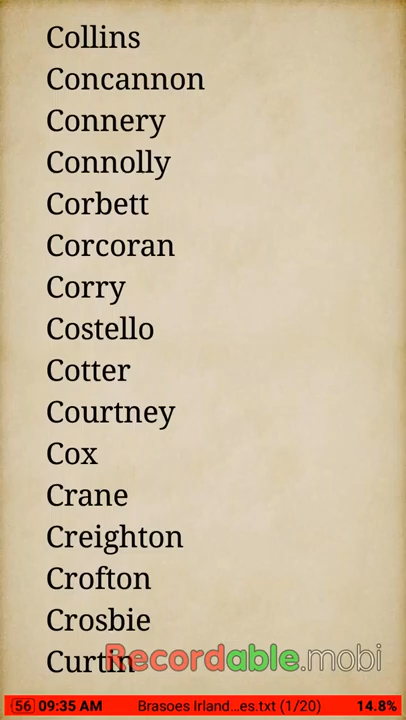 Collins
Concannon
Connery
Connolly
Corbett
Corcoran
Corry
Costello
Cotter
Courtney
Cox
Crane
Creighton
Crofton
Crosbie
Curtin
Recordable.mobi
56 09:35 AM Brasoes Irland...es.txt (1/20) 14.8%